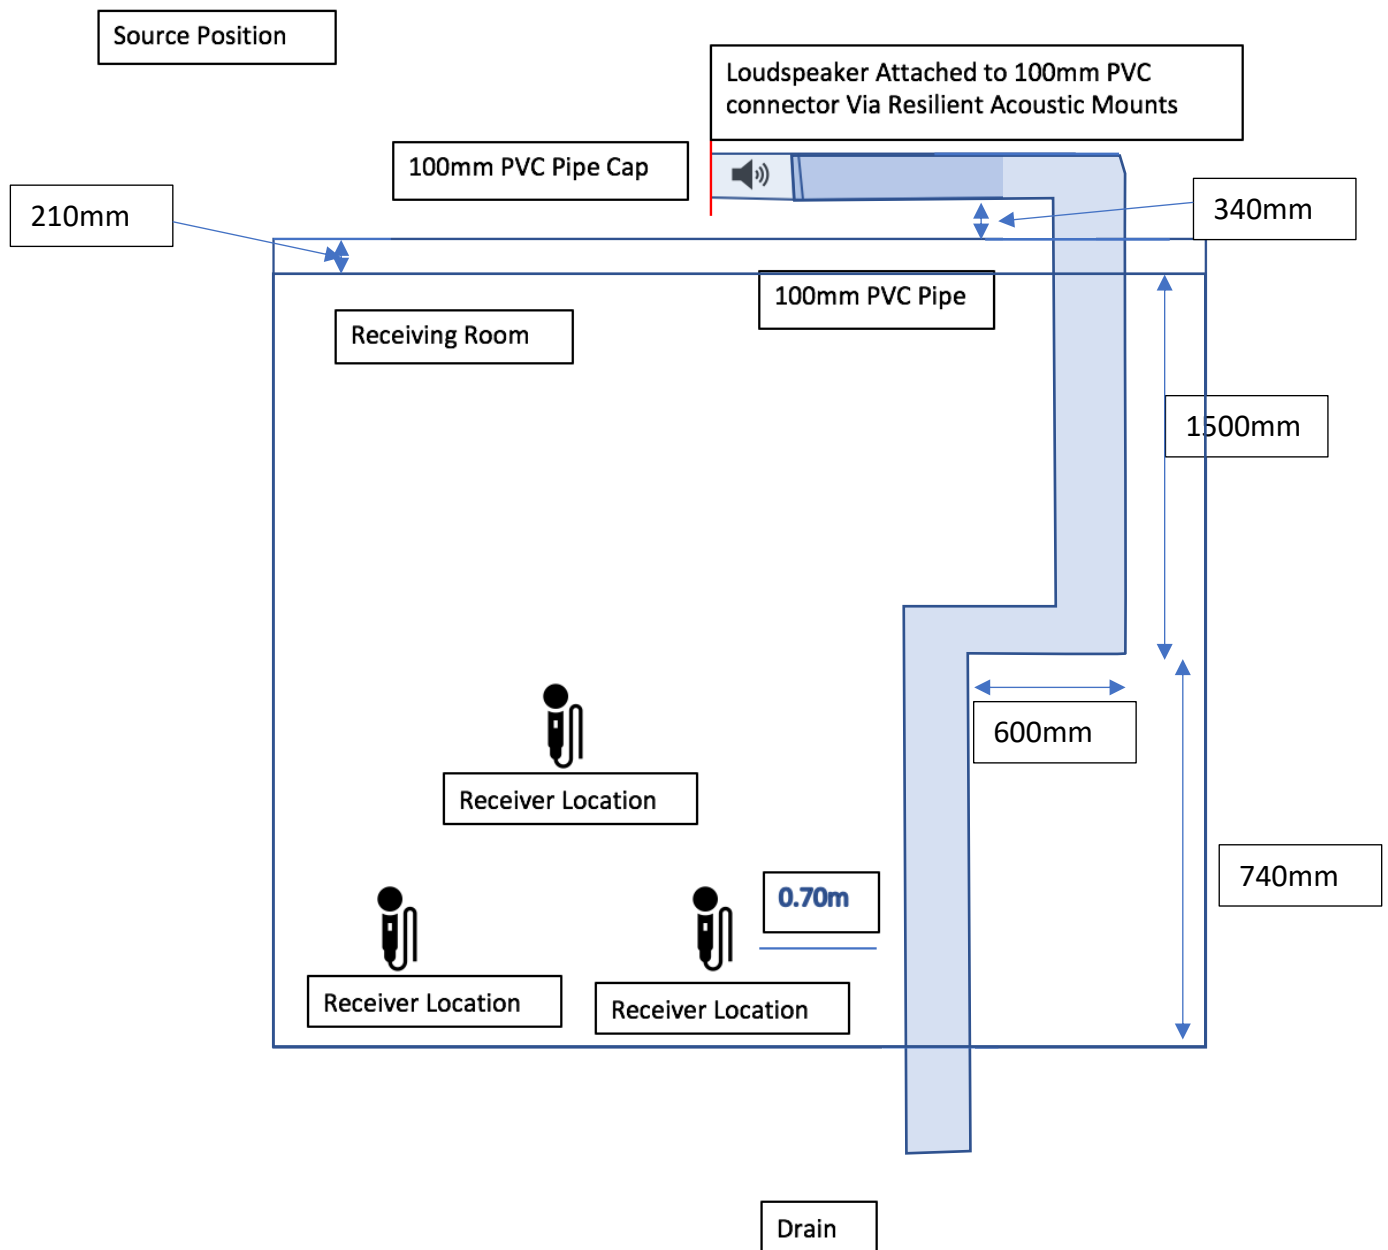 Source Position
Loudspeaker Attached to 100mm PVC
connector Via Resilient Acoustic Mounts
100mm PVC Pipe Cap
210mm
340mm
100mm PVC Pipe
Receiving Room
1500mm
600mm
Receiver Location
740mm
0.70m
Receiver Location
Receiver Location
Drain